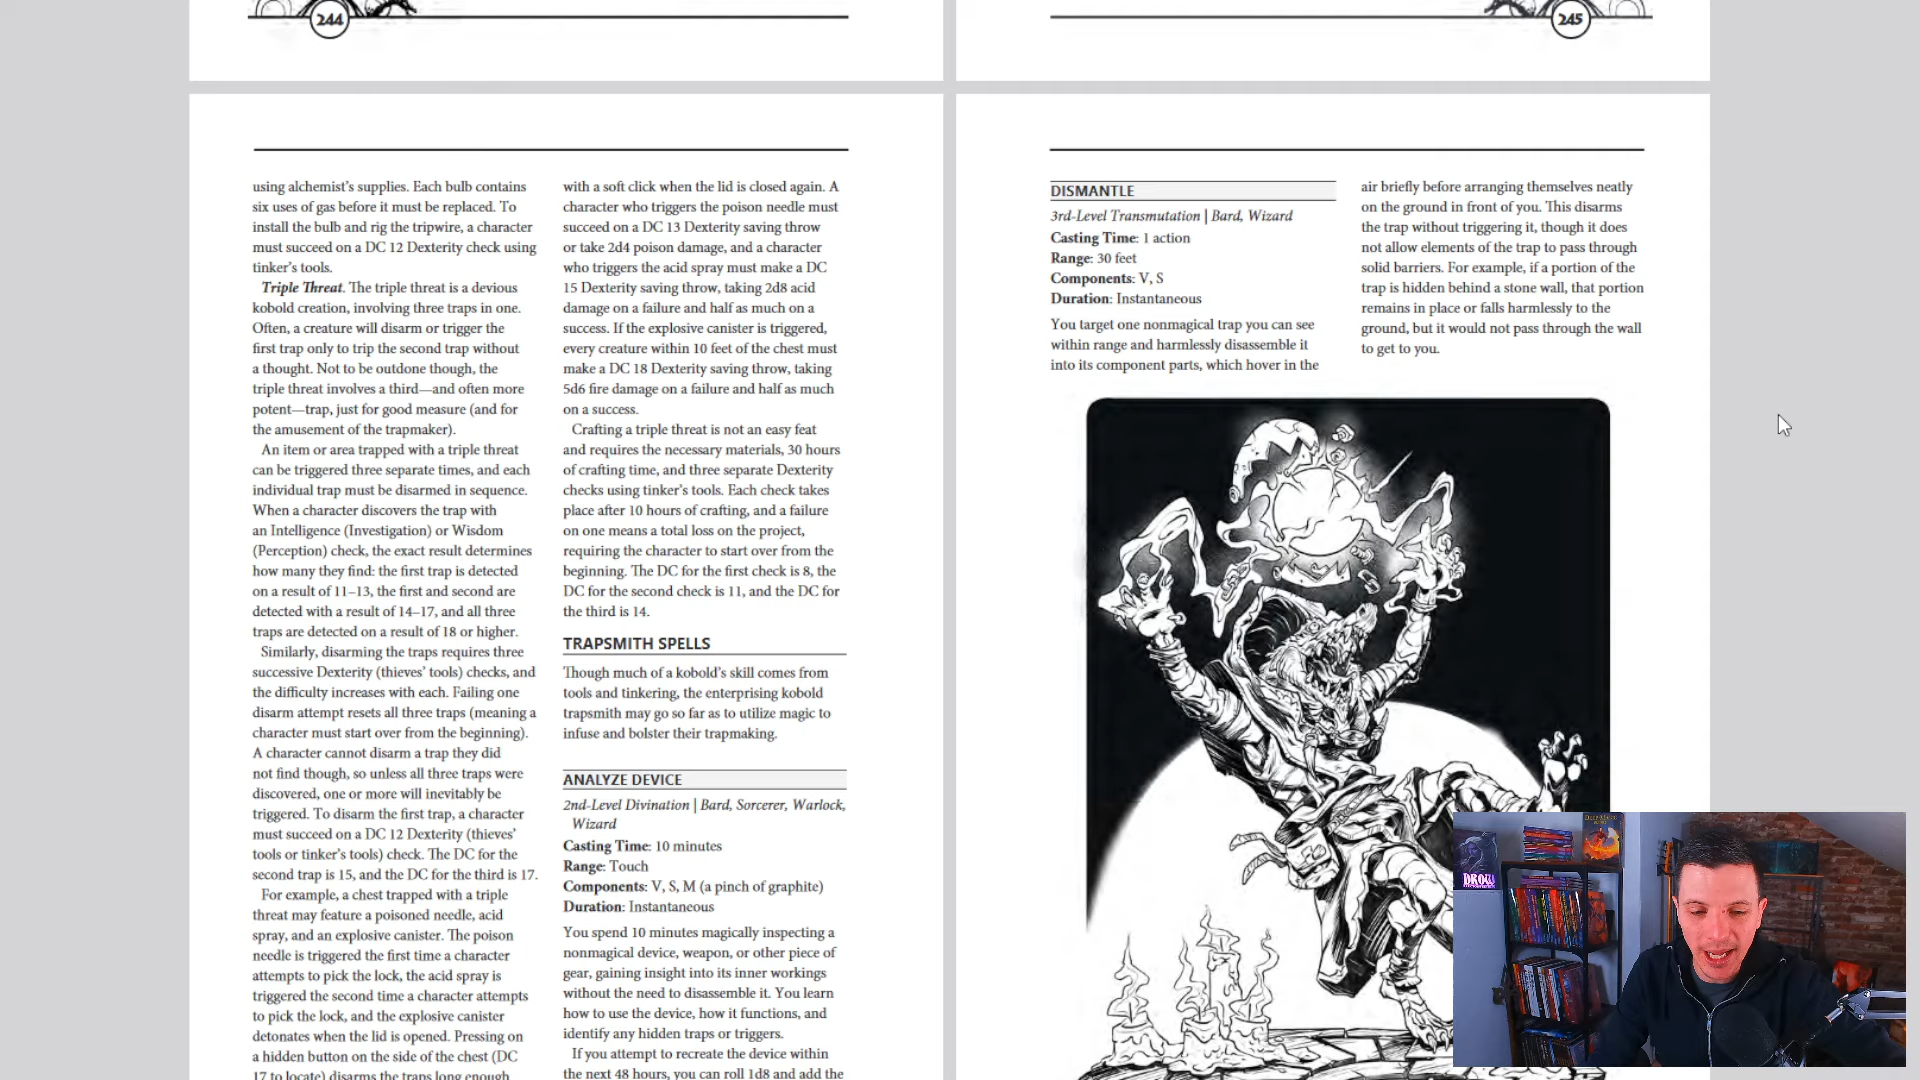 244
245
using alchemist's supplies. Each bulb contains
six uses of gas before it must be replaced. To
install the bulb and rig the tripwire, a character
must succeed on a DC 12 Dexterity check using
tinker's tools.
Triple Threat. The triple threat is a devious
kobold creation, involving three traps in one.
Often, a creature will disarm or trigger the
first trap only to trip the second trap without
a thought. Not to be outdone though, the
triple threat involves a third—and often more
potent—trap, just for good measure (and for
the amusement of the trapmaker).
An item or area trapped with a triple threat
can be triggered three separate times, and each
individual trap must be disarmed in sequence.
When a character discovers the trap with
an Intelligence (Investigation) or Wisdom
(Perception) check, the exact result determines
how many they find: the first trap is detected
on a result of 11–13, the first and second are
detected with a result of 14–17, and all three
traps are detected on a result of 18 or higher.
Similarly, disarming the traps requires three
successive Dexterity (thieves' tools) checks, and
the difficulty increases with each. Failing one
disarm attempt resets all three traps (meaning a
character must start over from the beginning).
A character cannot disarm a trap they did
not find though, so unless all three traps were
discovered, one or more will inevitably be
triggered. To disarm the first trap, a character
must succeed on a DC 12 Dexterity (thieves'
tools or tinker's tools) check. The DC for the
second trap is 15, and the DC for the third is 17.
For example, a chest trapped with a triple
threat may feature a poisoned needle, acid
spray, and an explosive canister. The poison
needle is triggered the first time a character
attempts to pick the lock, the acid spray is
triggered the second time a character attempts
to pick the lock, and the explosive canister
detonates when the lid is opened. Pressing on
a hidden button on the side of the chest (DC
17 to locate) disarms the traps long enough
with a soft click when the lid is closed again. A
character who triggers the poison needle must
succeed on a DC 13 Dexterity saving throw
or take 2d4 poison damage, and a character
who triggers the acid spray must make a DC
15 Dexterity saving throw, taking 2d8 acid
damage on a failure and half as much on a
success. If the explosive canister is triggered,
every creature within 10 feet of the chest must
make a DC 18 Dexterity saving throw, taking
5d6 fire damage on a failure and half as much
on a success.
Crafting a triple threat is not an easy feat
and requires the necessary materials, 30 hours
of crafting time, and three separate Dexterity
checks using tinker's tools. Each check takes
place after 10 hours of crafting, and a failure
on one means a total loss on the project,
requiring the character to start over from the
beginning. The DC for the first check is 8, the
DC for the second check is 11, and the DC for
the third is 14.
TRAPSMITH SPELLS
Though much of a kobold's skill comes from
tools and tinkering, the enterprising kobold
trapsmith may go so far as to utilize magic to
infuse and bolster their trapmaking.
ANALYZE DEVICE
2nd-Level Divination | Bard, Sorcerer, Warlock,
Wizard
Casting Time: 10 minutes
Range: Touch
Components: V, S, M (a pinch of graphite)
Duration: Instantaneous
You spend 10 minutes magically inspecting a
nonmagical device, weapon, or other piece of
gear, gaining insight into its inner workings
without the need to disassemble it. You learn
how to use the device, how it functions, and
identify any hidden traps or triggers.
If you attempt to recreate the device within
the next 48 hours, you can roll 1d8 and add the
DISMANTLE
3rd-Level Transmutation | Bard, Wizard
Casting Time: 1 action
Range: 30 feet
Components: V, S
Duration: Instantaneous
You target one nonmagical trap you can see
within range and harmlessly disassemble it
into its component parts, which hover in the
air briefly before arranging themselves neatly
on the ground in front of you. This disarms
the trap without triggering it, though it does
not allow elements of the trap to pass through
solid barriers. For example, if a portion of the
trap is hidden behind a stone wall, that portion
remains in place or falls harmlessly to the
ground, but it would not pass through the wall
to get to you.
DROW